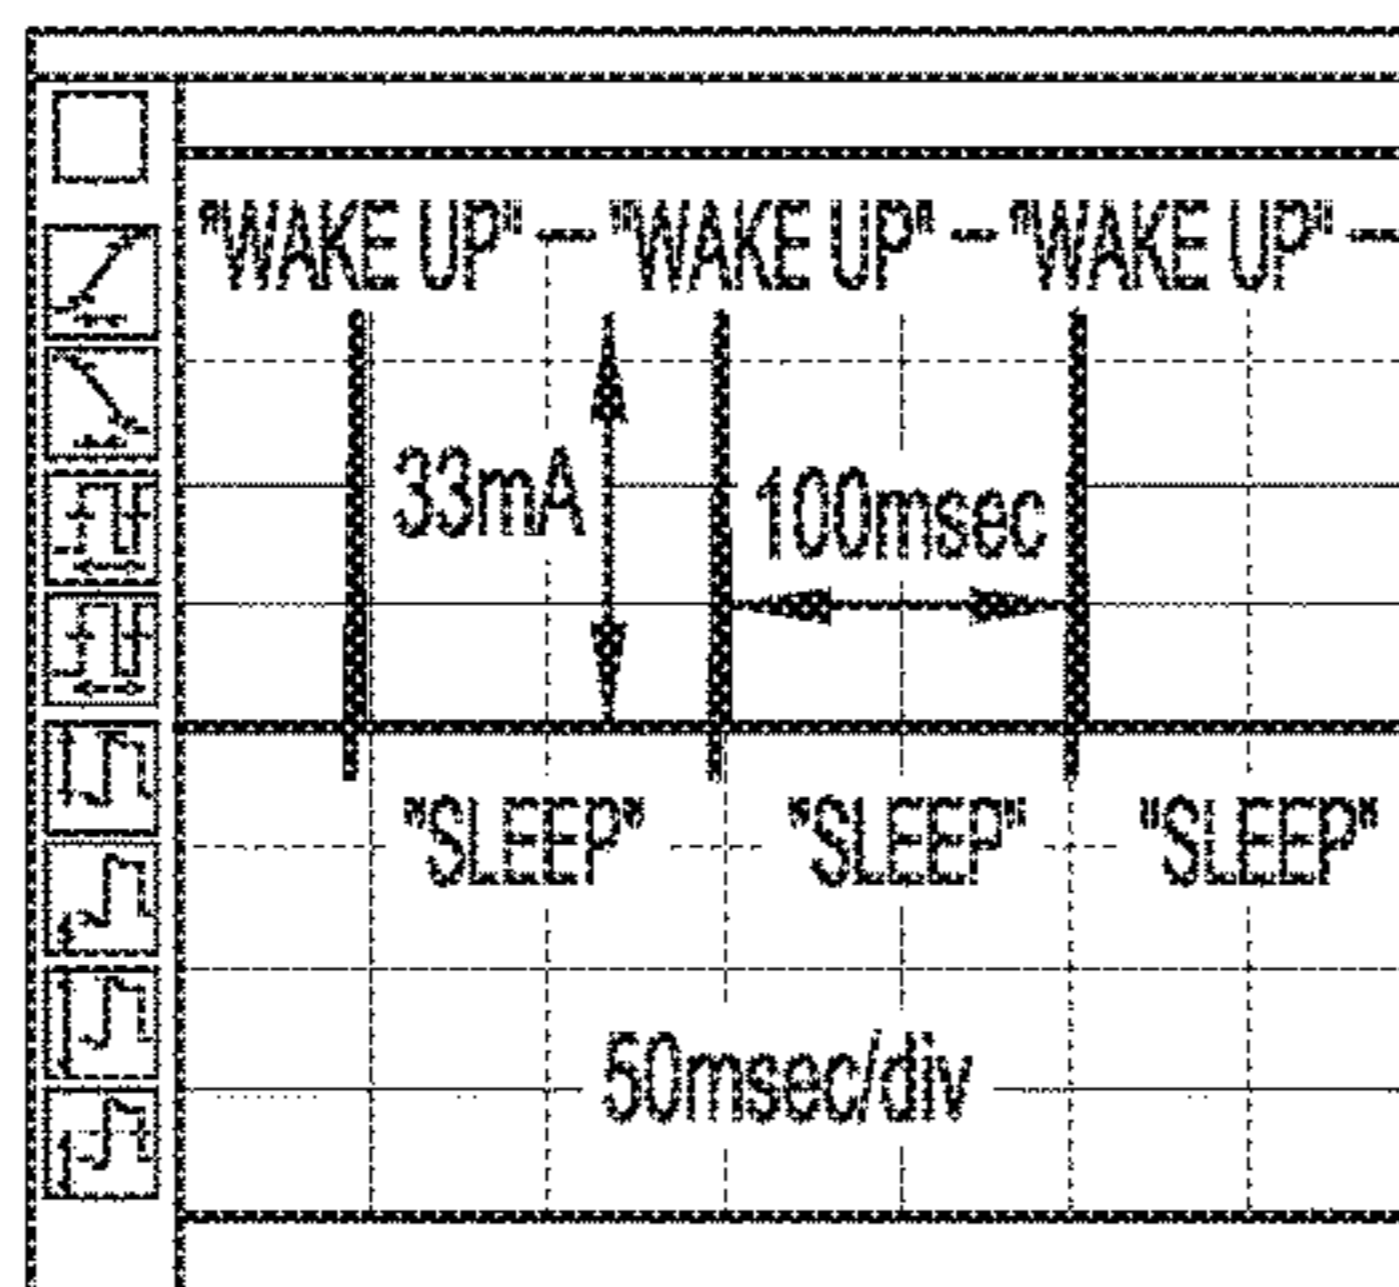 "WAKE UP" -- "WAKE UP" -- "WAKE UP" --
33mA
100msec
"SLEEP" "SLEEP" "SLEEP"
50msec/div